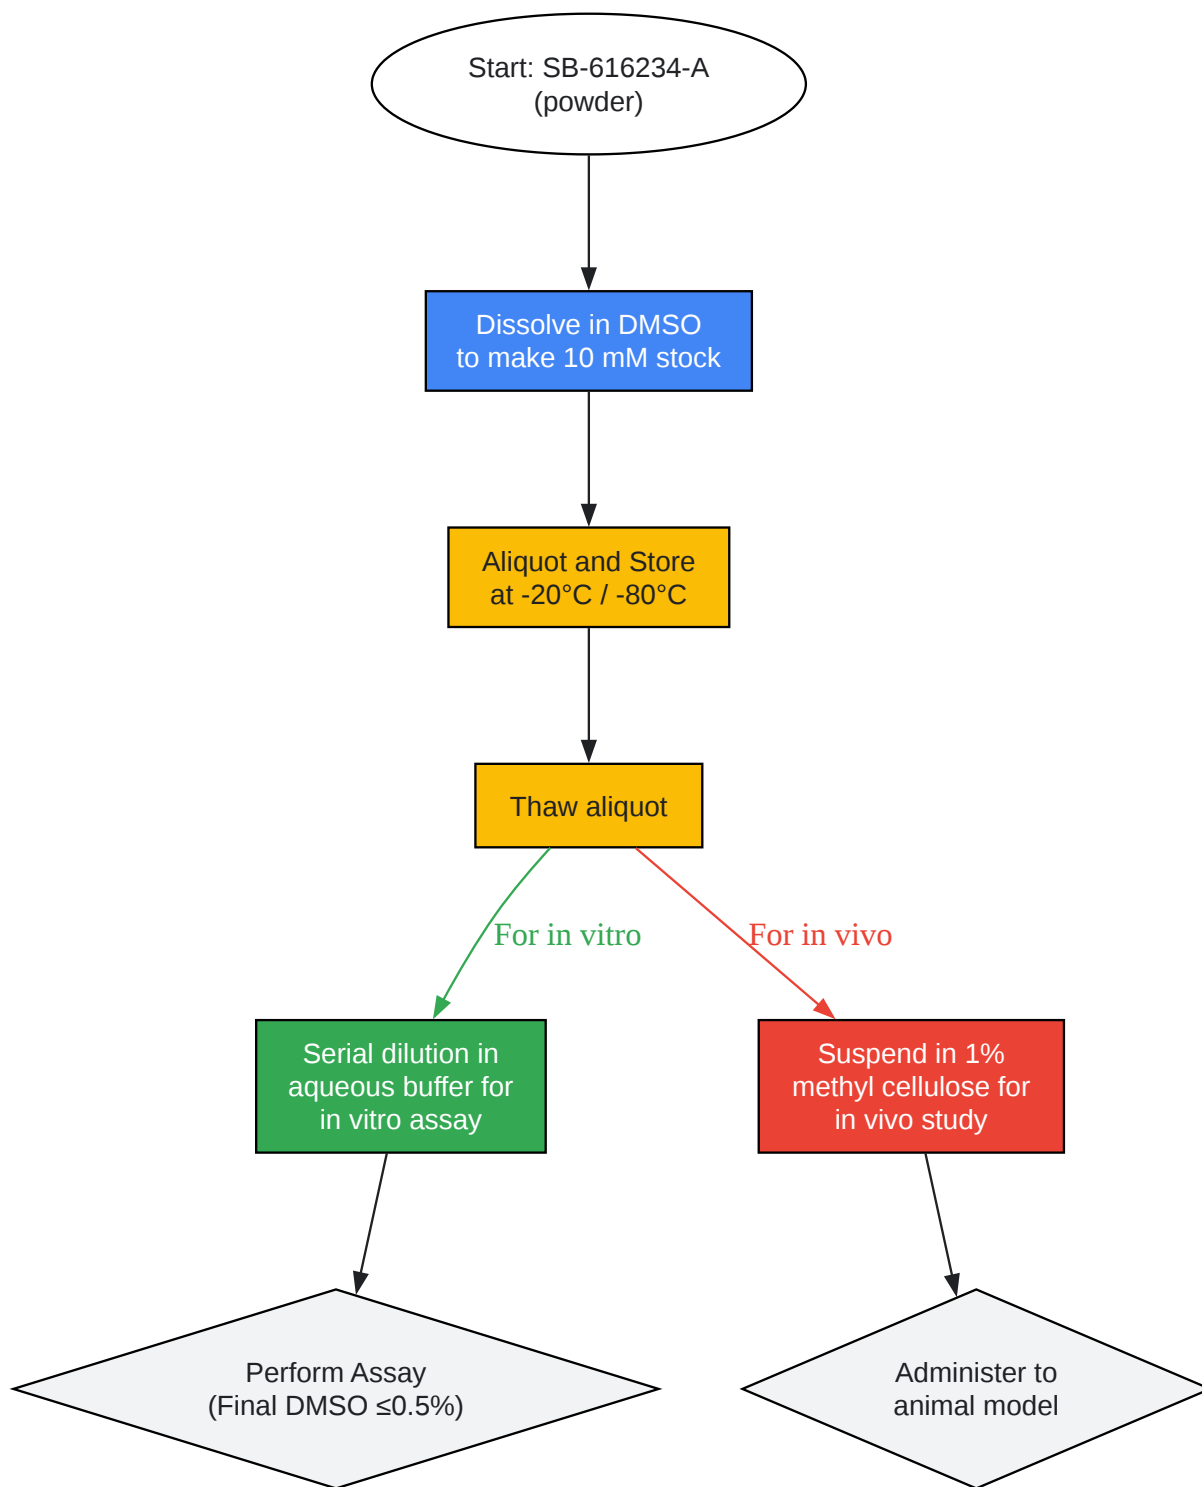 Start: SB-616234-A
(powder)
Dissolve in DMSO
to make 10 mM stock
Aliquot and Store
at -20°C / -80°C
Thaw aliquot
For in vitro
For in vivo
Serial dilution in
aqueous buffer for
in vitro assay
Suspend in 1%
methyl cellulose for
in vivo study
Perform Assay
(Final DMSO ≤0.5%)
Administer to
animal model